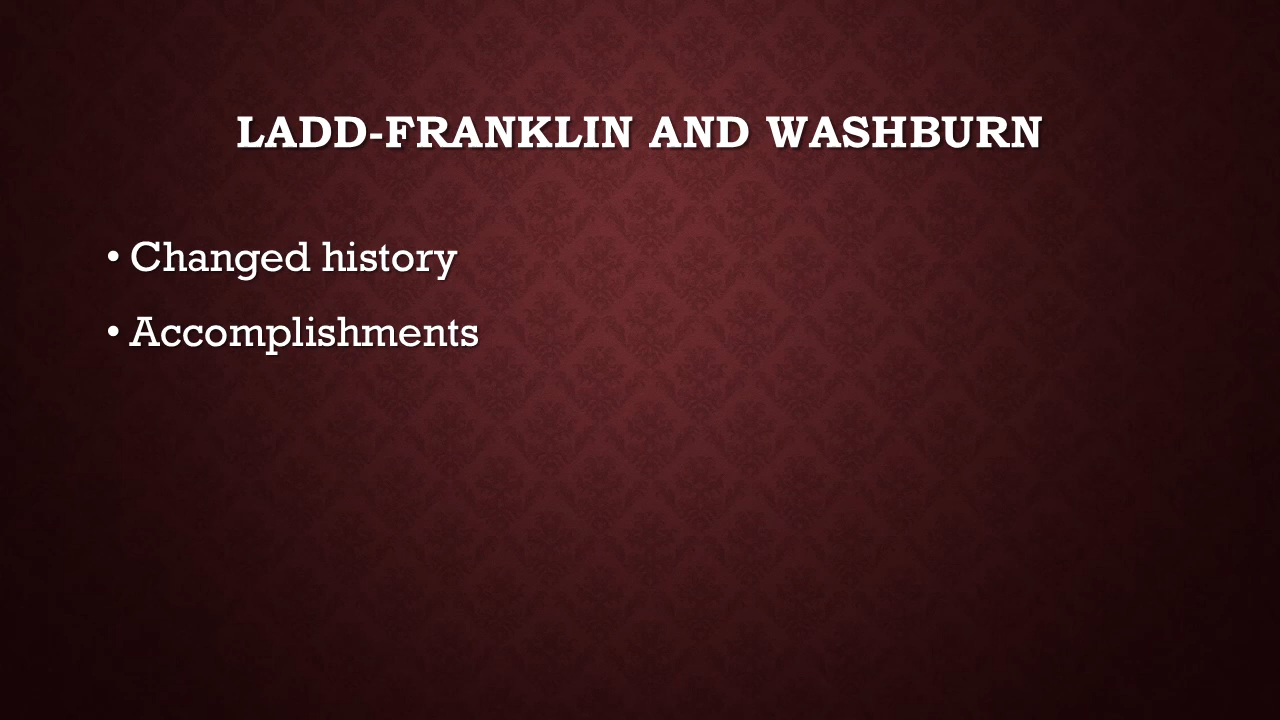 LADD-FRANKLIN AND WASHBURN
• Changed history
• Accomplishments